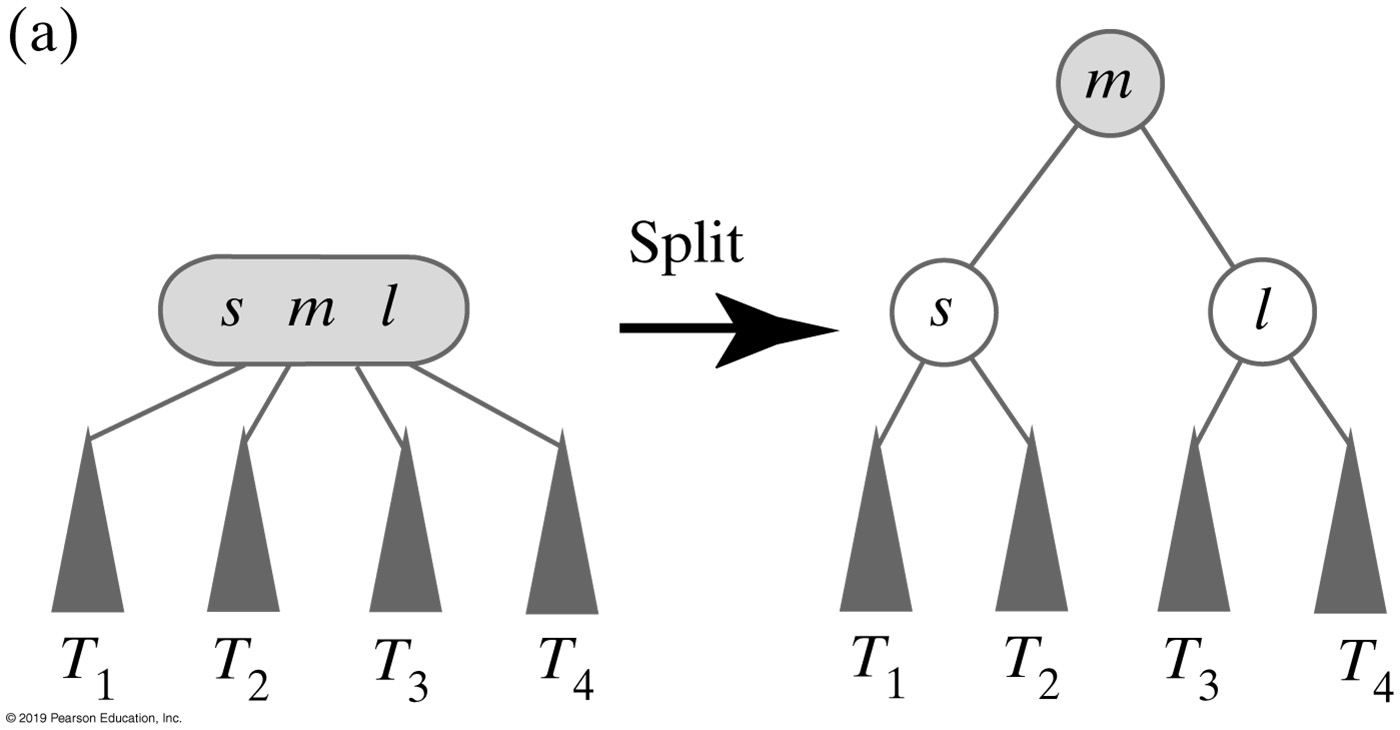 (a)
m
Split
s m l
s
l
T1 T2 T3 T4
T1 T2 T3 T4
© 2019 Pearson Education, Inc.